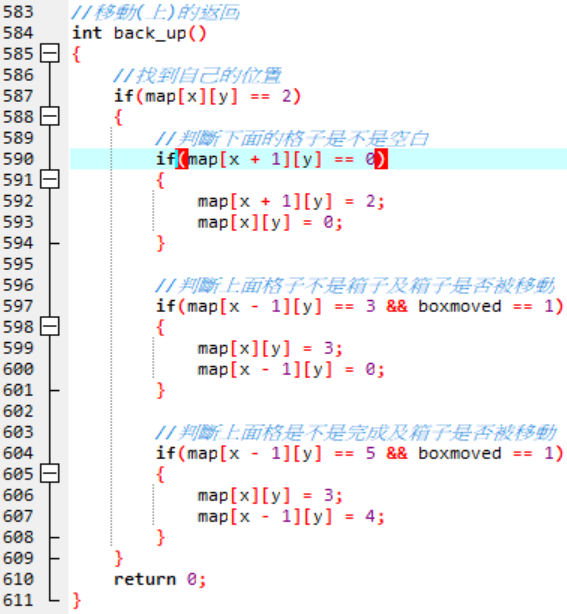 583 //移動(上)的返回
584 int back_up()
585 {
586 //找到自己的位置
587 if(map[x][y] == 2)
588 {
589 //判斷下面的格子是不是空白
590 if(map[x + 1][y] == 0)
591 {
592 map[x + 1][y] = 2;
593 map[x][y] = 0;
594 }
595
596 //判斷上面格子不是箱子及箱子是否被移動
597 if(map[x - 1][y] == 3 && boxmoved == 1)
598 {
599 map[x][y] = 3;
600 map[x - 1][y] = 0;
601 }
602
603 //判斷上面格是不是完成及箱子是否被移動
604 if(map[x - 1][y] == 5 && boxmoved == 1)
605 {
606 map[x][y] = 3;
607 map[x - 1][y] = 4;
608 }
609 }
610 return 0;
611 }